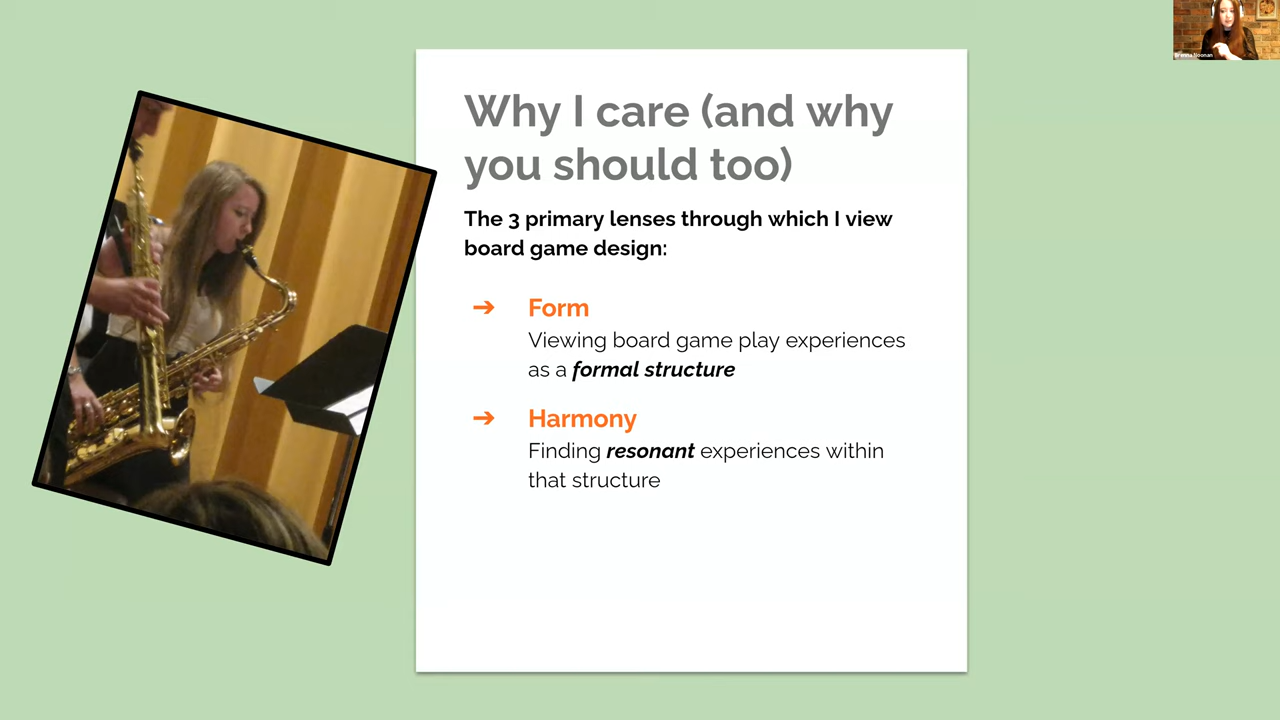 Why I care (and why
you should too)
The 3 primary lenses through which I view
board game design:
➔ Form
Viewing board game play experiences
as a formal structure
➔ Harmony
Finding resonant experiences within
that structure
Noonan